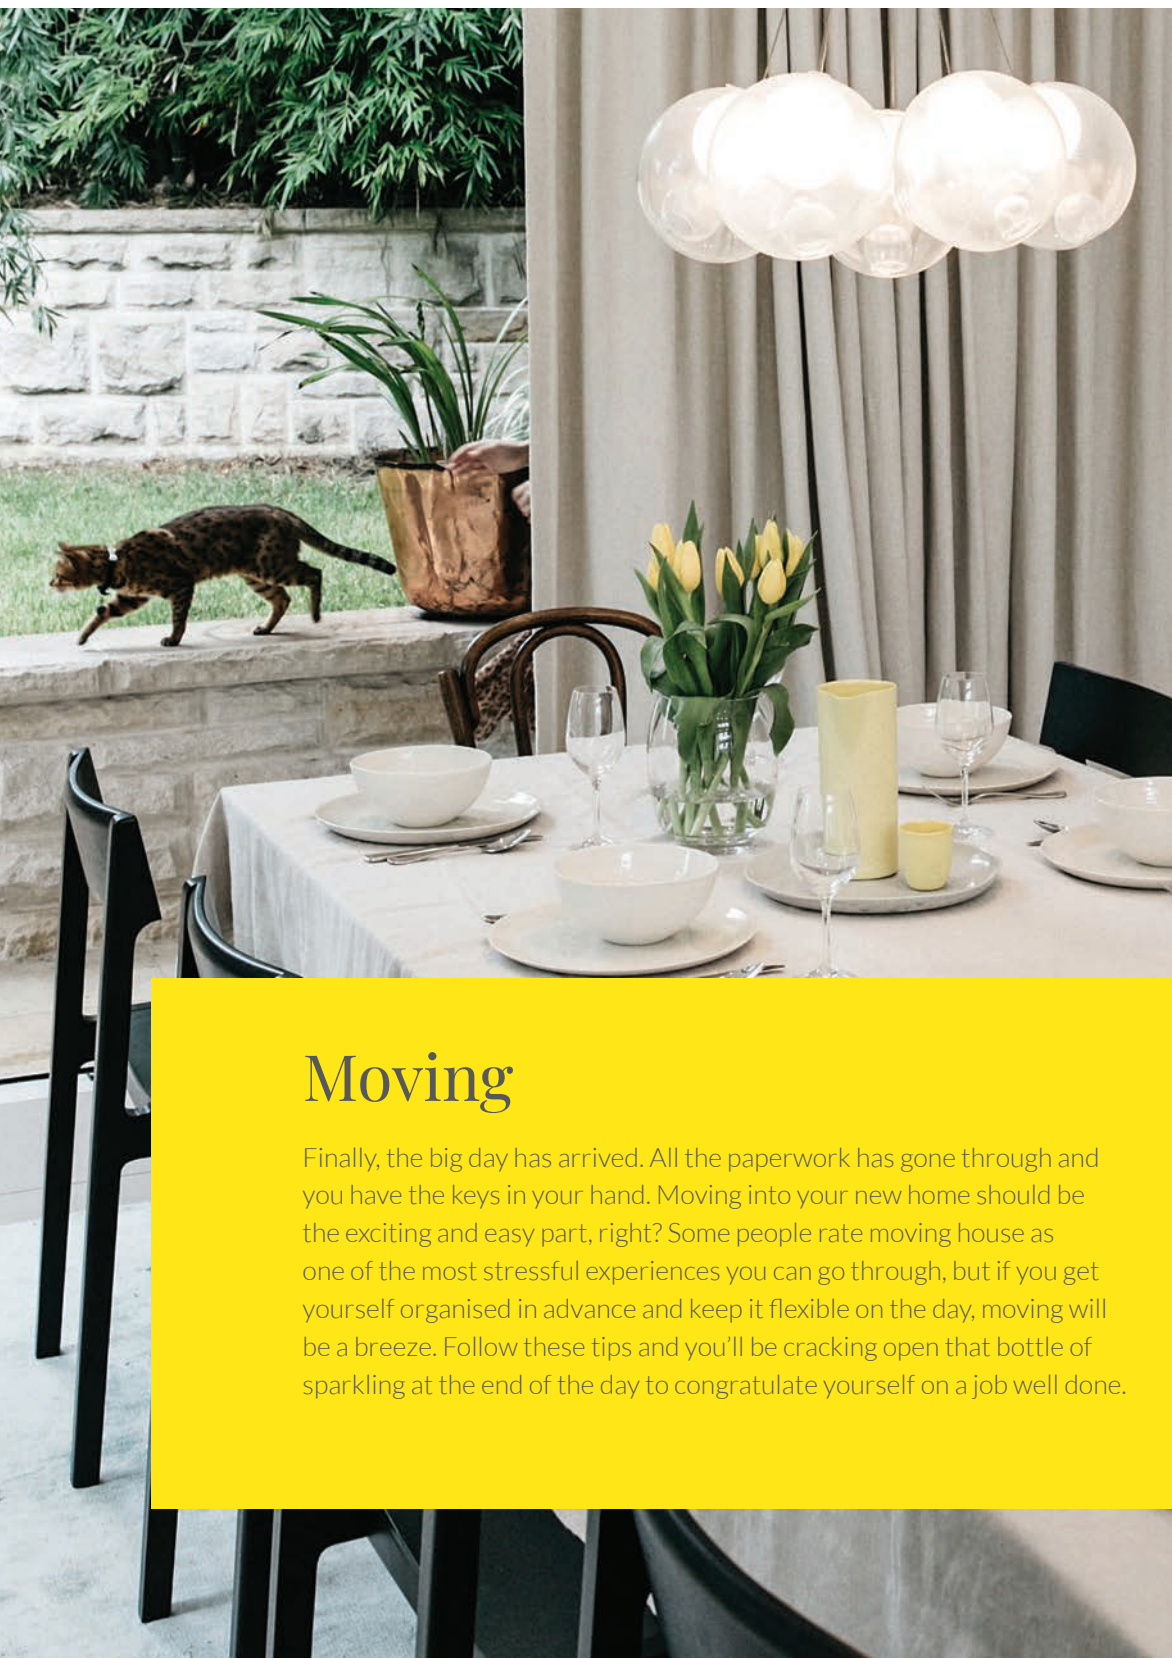 Moving
Finally, the big day has arrived. All the paperwork has gone through and
you have the keys in your hand. Moving into your new home should be
the exciting and easy part, right? Some people rate moving house as
one of the most stressful experiences you can go through, but if you get
yourself organised in advance and keep it flexible on the day, moving will
be a breeze. Follow these tips and you’ll be cracking open that bottle of
sparkling at the end of the day to congratulate yourself on a job well done.